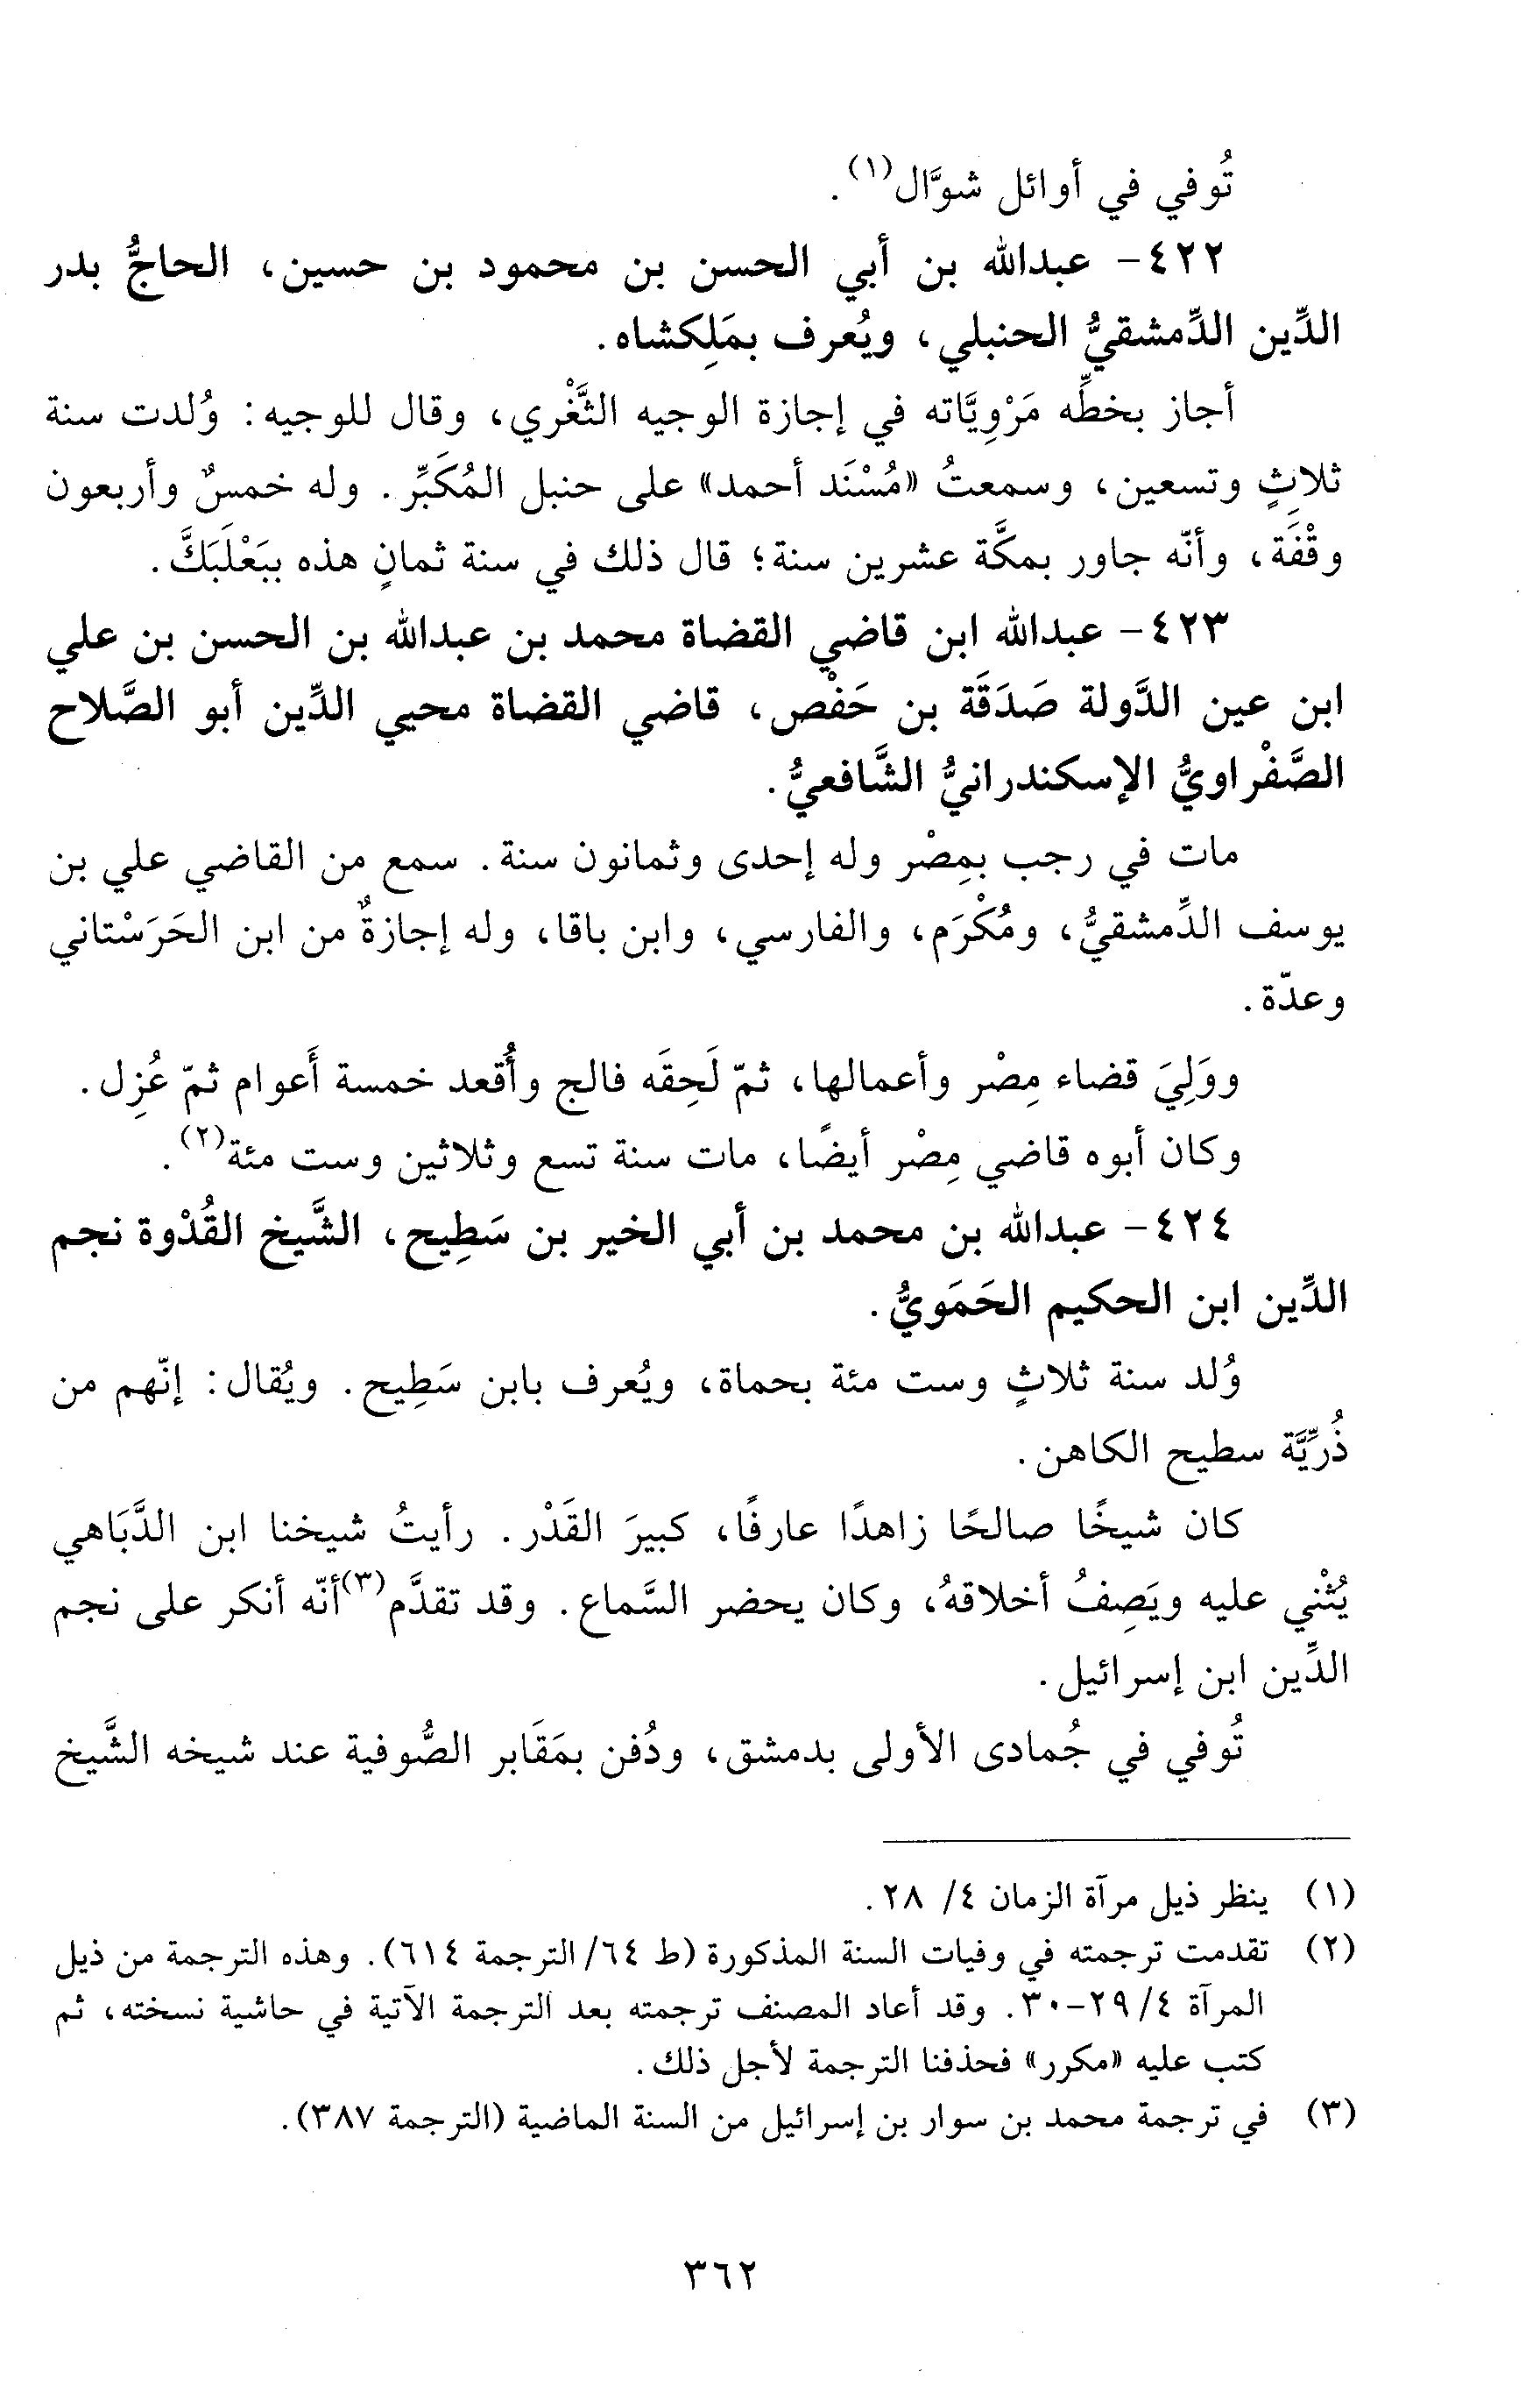 تُوفي في أوائل شوَّال(١).
٤٢٢- عبدالله بن أبي الحسن بن محمود بن حسين، الحاجُّ بدر
الدِّين الدِّمشقيُّ الحنبلي، ويُعرف بمَلِكشاه.
أجاز بخطِّه مَرْوِيَّاته في إجازة الوجيه الثَّغْري، وقال للوجيه: وُلدت سنة
ثلاثٍ وتسعين، وسمعتُ «مُسْنَد أحمد» على حنبل المُكَبِّر. وله خمسٌ وأربعون
وقْفَة، وأنّه جاور بمكَّة عشرين سنة؛ قال ذلك في سنة ثمانٍ هذه ببَعْلَبَكَّ.
٤٢٣- عبدالله ابن قاضي القضاة محمد بن عبدالله بن الحسن بن علي
ابن عين الدَّولة صَدَقَة بن حَفْص، قاضي القضاة محيي الدِّين أبو الصَّلاح
الصَّفْراويُّ الإسكندرانيُّ الشَّافعيُّ.
مات في رجب بمِصْر وله إحدى وثمانون سنة. سمع من القاضي علي بن
يوسف الدِّمشقيُّ، ومُكْرَم، والفارسي، وابن باقا، وله إجازةٌ من ابن الحَرَسْتاني
وعدّة.
ووَلِيَ قضاء مِصْر وأعمالها، ثمّ لَحِقَه فالج وأُقعد خمسة أَعوام ثمّ عُزِل.
وكان أبوه قاضي مِصْر أيضًا، مات سنة تسع وثلاثين وست مئة(٢).
٤٢٤- عبدالله بن محمد بن أبي الخير بن سَطِيح، الشَّيخ القُدْوة نجم
الدِّين ابن الحكيم الحَمَويُّ.
وُلد سنة ثلاثٍ وست مئة بحماة، ويُعرف بابن سَطِيح. ويُقال: إنّهم من
ذُرِّيَّة سطيح الكاهن.
كان شيخًا صالحًا زاهدًا عارفًا، كبيرَ القَدْر. رأيتُ شيخنا ابن الدَّبَاهي
يُثْني عليه ويَصِفُ أخلاقهُ، وكان يحضر السَّماع. وقد تقدَّم(٣)أنّه أنكر على نجم
الدِّين ابن إسرائيل.
تُوفي في جُمادى الأولى بدمشق، ودُفن بمَقَابر الصُّوفية عند شيخه الشَّيخ
(١) ينظر ذيل مرآة الزمان ٤/ ٢٨.
(٢) تقدمت ترجمته في وفيات السنة المذكورة (ط ٦٤/الترجمة ٦١٤). وهذه الترجمة من ذيل
المرآة ٤/ ٢٩-٣٠. وقد أعاد المصنف ترجمته بعد الترجمة الآتية في حاشية نسخته، ثم
كتب عليه «مكرر» فحذفنا الترجمة لأجل ذلك.
(٣) في ترجمة محمد بن سوار بن إسرائيل من السنة الماضية (الترجمة ٣٨٧).
٣٦٢